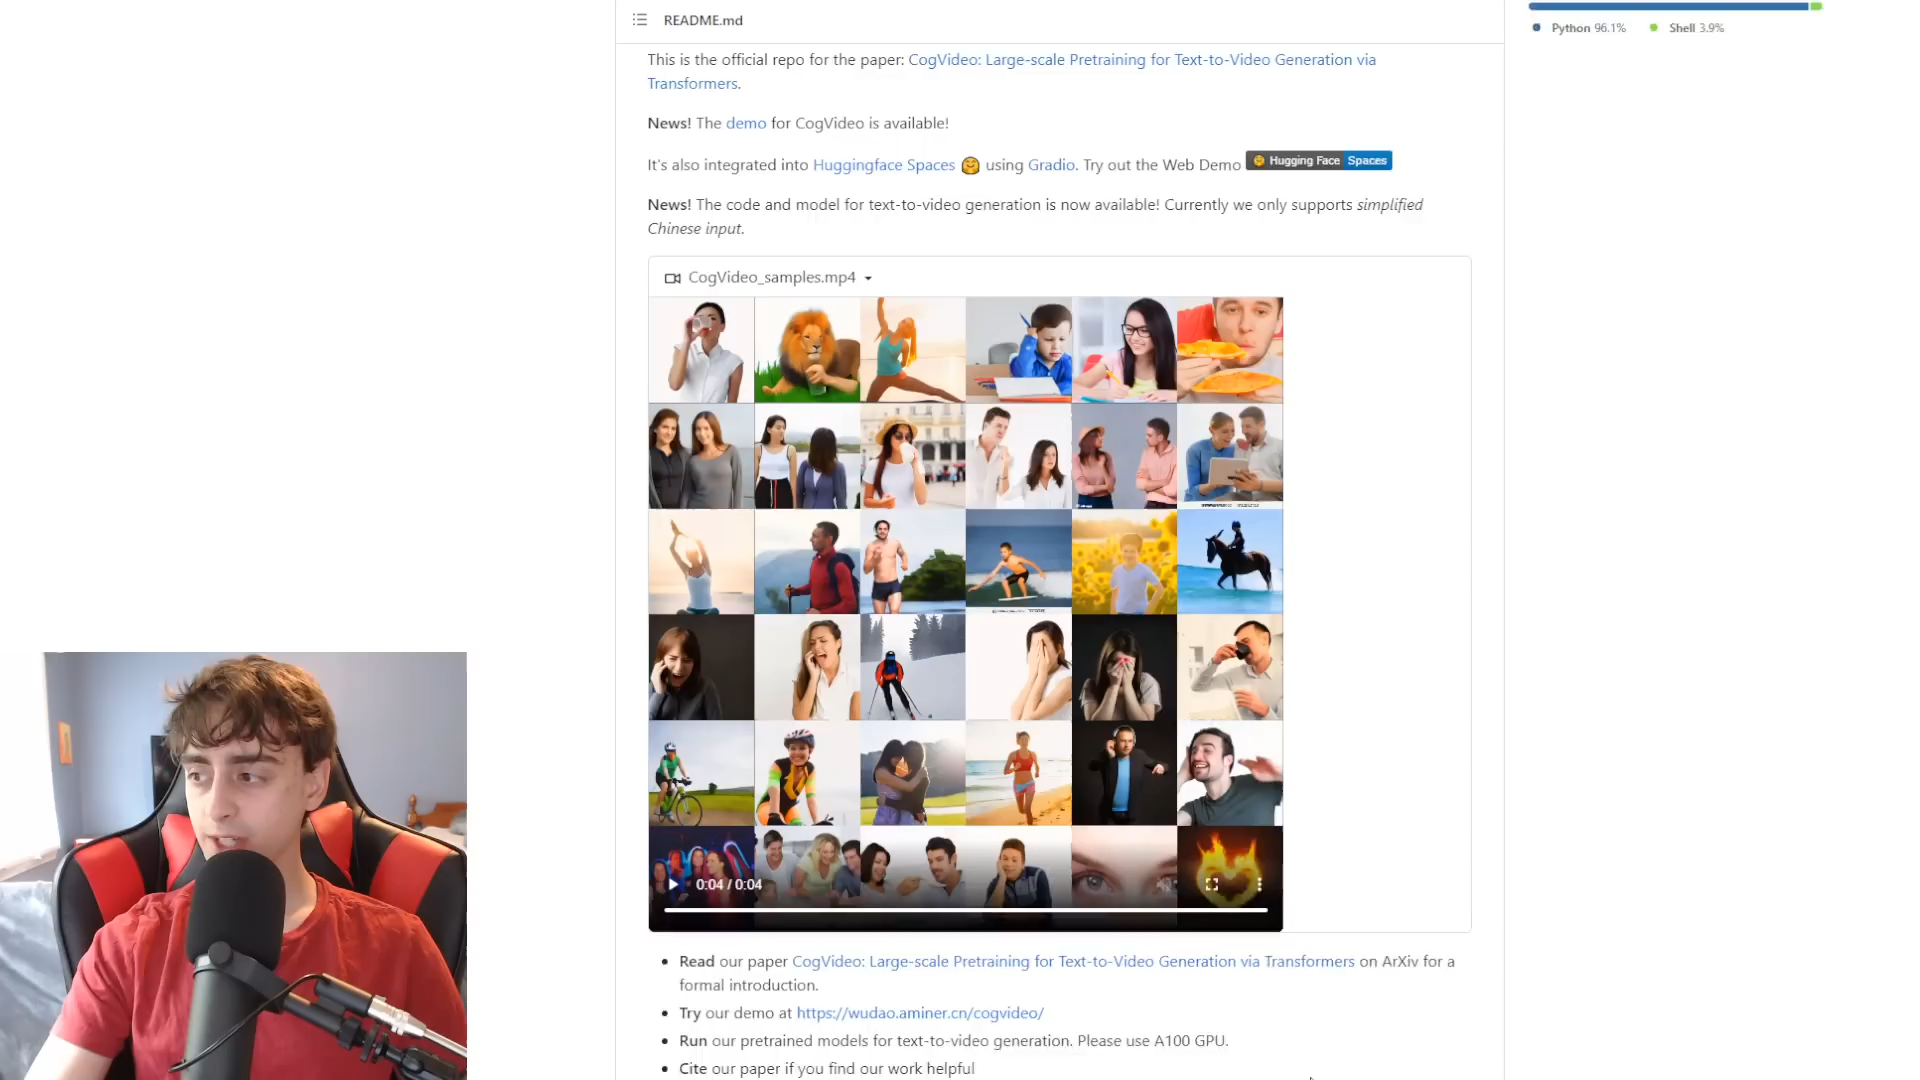 README.md
Python 96.1% Shell 3.9%
This is the official repo for the paper: CogVideo: Large-scale Pretraining for Text-to-Video Generation via
Transformers.
News! The demo for CogVideo is available!
It's also integrated into Huggingface Spaces 🤗 using Gradio. Try out the Web Demo Hugging Face Spaces
News! The code and model for text-to-video generation is now available! Currently we only supports simplified
Chinese input.
CogVideo_samples.mp4
0:04 / 0:04
Read our paper CogVideo: Large-scale Pretraining for Text-to-Video Generation via Transformers on ArXiv for a
formal introduction.
Try our demo at https://wudao.aminer.cn/cogvideo/
Run our pretrained models for text-to-video generation. Please use A100 GPU.
Cite our paper if you find our work helpful